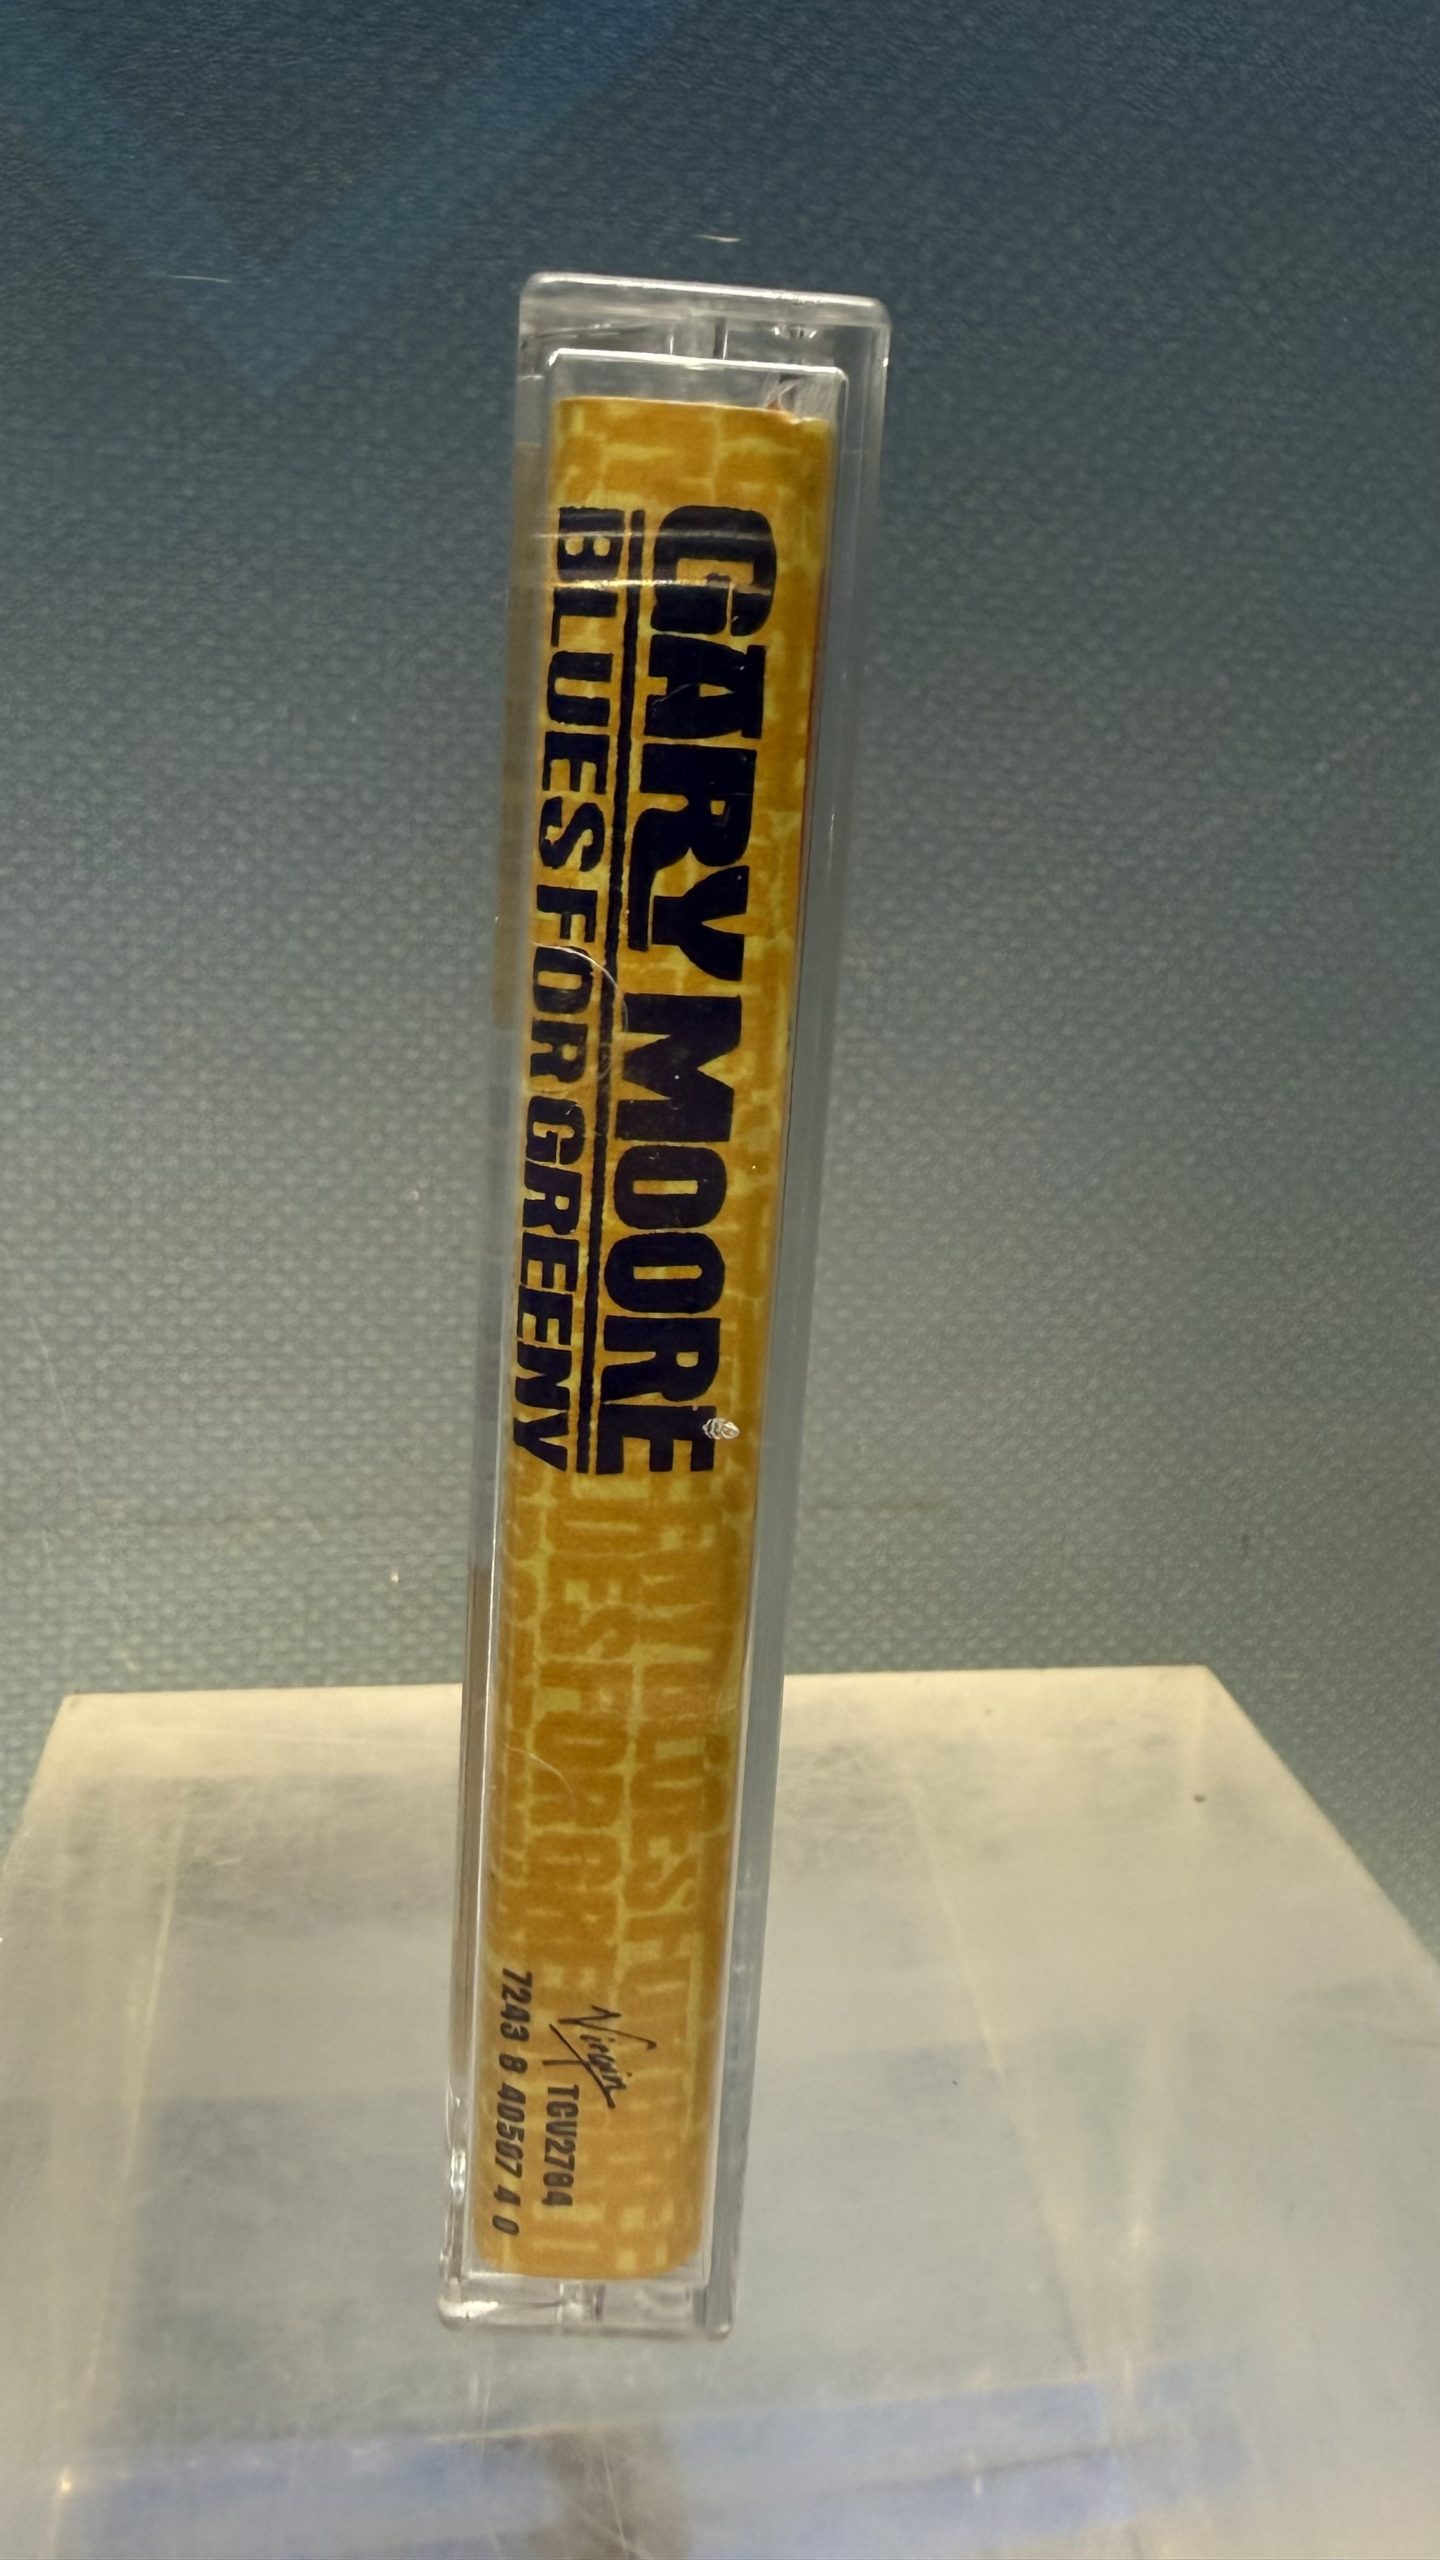 GARY MOORE
BLUES FOR GREENY
Virgin
TCV2784
7243 8 40507 4 0